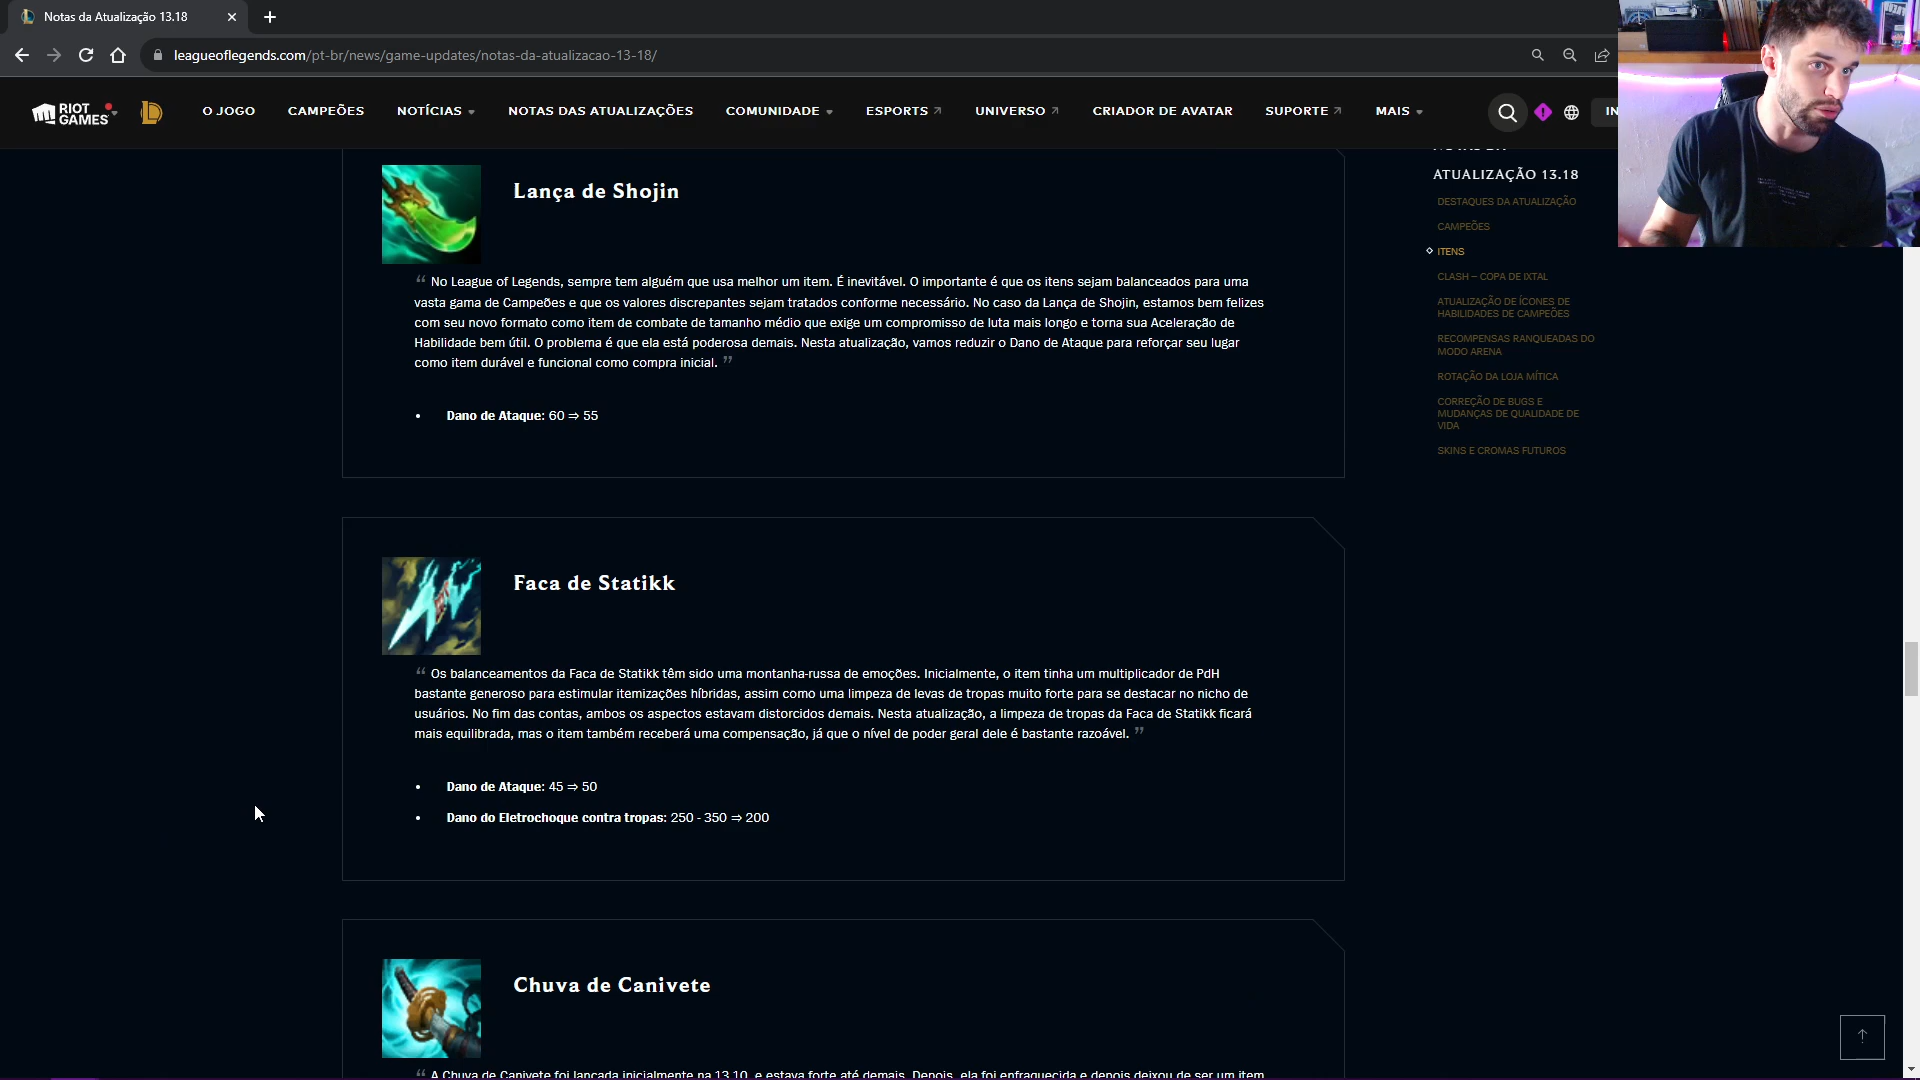 Notas da Atualização 13.18
leagueoflegends.com/pt-br/news/game-updates/notas-da-atualizacao-13-18/
RIOT GAMES
O JOGO CAMPEÕES NOTÍCIAS NOTAS DAS ATUALIZAÇÕES COMUNIDADE ESPORTS UNIVERSO CRIADOR DE AVATAR SUPORTE MAIS IN
Lança de Shojin
“ No League of Legends, sempre tem alguém que usa melhor um item. É inevitável. O importante é que os itens sejam balanceados para uma
vasta gama de Campeões e que os valores discrepantes sejam tratados conforme necessário. No caso da Lança de Shojin, estamos bem felizes
com seu novo formato como item de combate de tamanho médio que exige um compromisso de luta mais longo e torna sua Aceleração de
Habilidade bem útil. O problema é que ela está poderosa demais. Nesta atualização, vamos reduzir o Dano de Ataque para reforçar seu lugar
como item durável e funcional como compra inicial. ”
• Dano de Ataque: 60 ⇒ 55
Faca de Statikk
“ Os balanceamentos da Faca de Statikk têm sido uma montanha-russa de emoções. Inicialmente, o item tinha um multiplicador de PdH
bastante generoso para estimular itemizações híbridas, assim como uma limpeza de levas de tropas muito forte para se destacar no nicho de
usuários. No fim das contas, ambos os aspectos estavam distorcidos demais. Nesta atualização, a limpeza de tropas da Faca de Statikk ficará
mais equilibrada, mas o item também receberá uma compensação, já que o nível de poder geral dele é bastante razoável. ”
• Dano de Ataque: 45 ⇒ 50
• Dano do Eletrochoque contra tropas: 250 - 350 ⇒ 200
Chuva de Canivete
“ A Chuva de Canivete foi lançada inicialmente na 13.10, e estava forte até demais. Depois, ela foi enfraquecida e depois deixou de ser um item
ATUALIZAÇÃO 13.18
DESTAQUES DA ATUALIZAÇÃO
CAMPEÕES
ITENS
CLASH – COPA DE IXTAL
ATUALIZAÇÃO DE ÍCONES DE
HABILIDADES DE CAMPEÕES
RECOMPENSAS RANQUEADAS DO
MODO ARENA
ROTAÇÃO DA LOJA MÍTICA
CORREÇÃO DE BUGS E
MUDANÇAS DE QUALIDADE DE
VIDA
SKINS E CROMAS FUTUROS